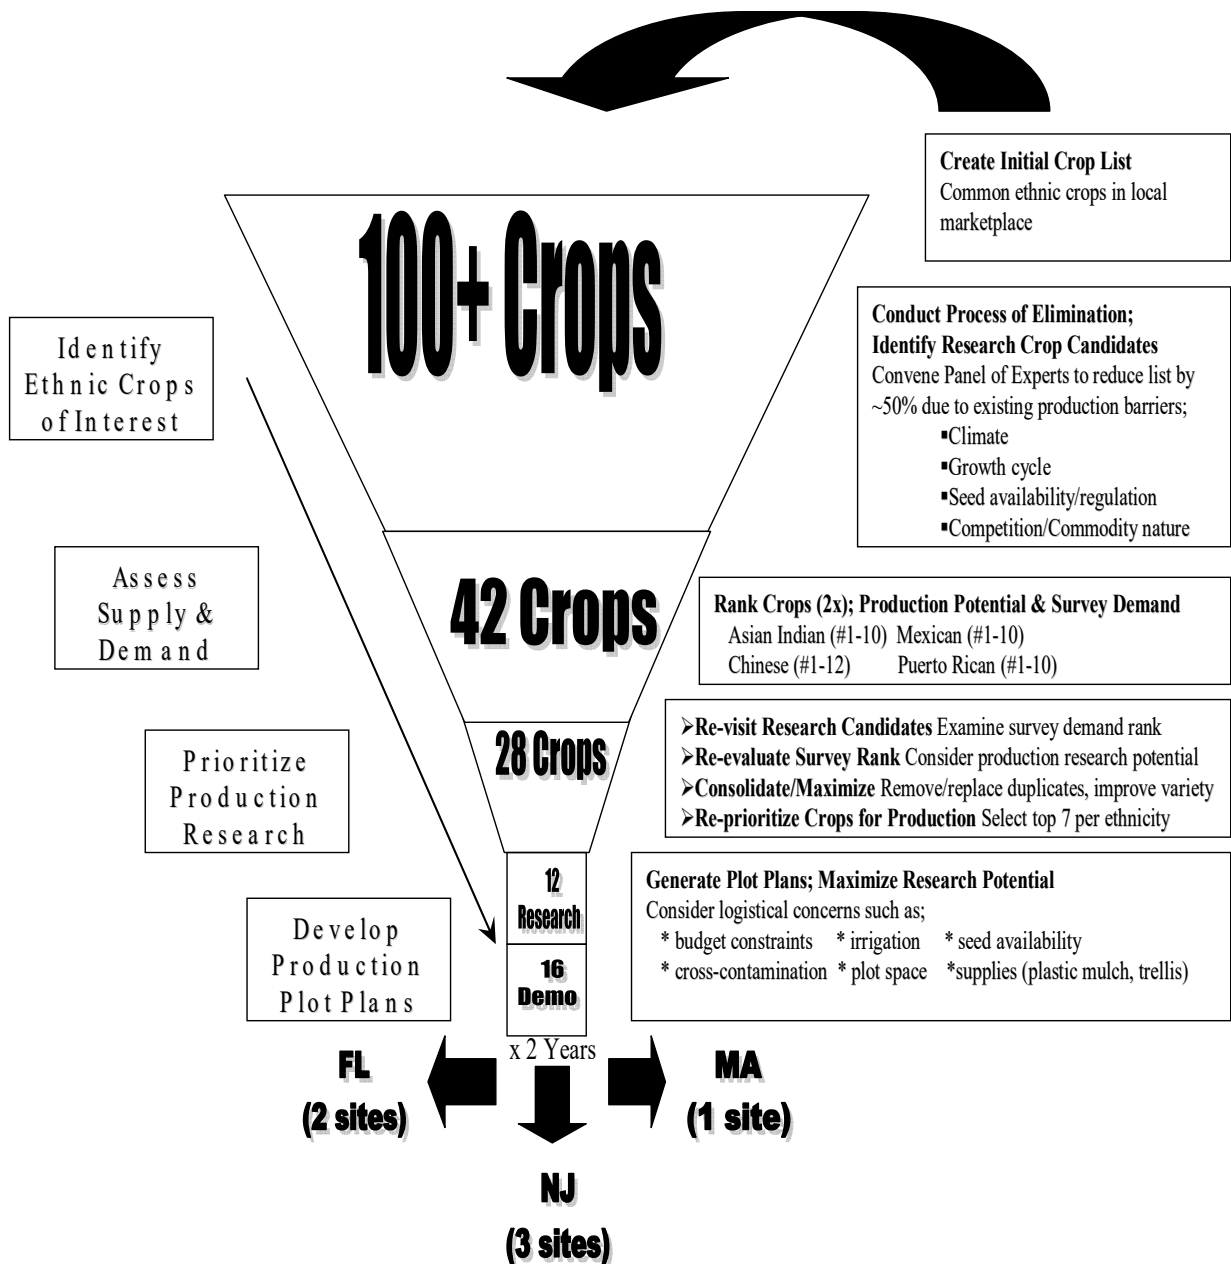 Create Initial Crop List
Common ethnic crops in local
marketplace
100+ Crops
Conduct Process of Elimination;
Identify Research Crop Candidates
Convene Panel of Experts to reduce list by
~50% due to existing production barriers;
▪Climate
▪Growth cycle
▪Seed availability/regulation
▪Competition/Commodity nature
Identify
Ethnic Crops
of Interest
42 Crops
Assess
Supply &
Demand
Rank Crops (2x); Production Potential & Survey Demand
Asian Indian (#1-10) Mexican (#1-10)
Chinese (#1-12) Puerto Rican (#1-10)
28 Crops
Prioritize
Production
Research
➢Re-visit Research Candidates Examine survey demand rank
➢Re-evaluate Survey Rank Consider production research potential
➢Consolidate/Maximize Remove/replace duplicates, improve variety
➢Re-prioritize Crops for Production Select top 7 per ethnicity
12
Research
16
Demo
Develop
Production
Plot Plans
Generate Plot Plans; Maximize Research Potential
Consider logistical concerns such as;
* budget constraints * irrigation * seed availability
* cross-contamination * plot space *supplies (plastic mulch, trellis)
x 2 Years
FL
(2 sites)
MA
(1 site)
NJ
(3 sites)